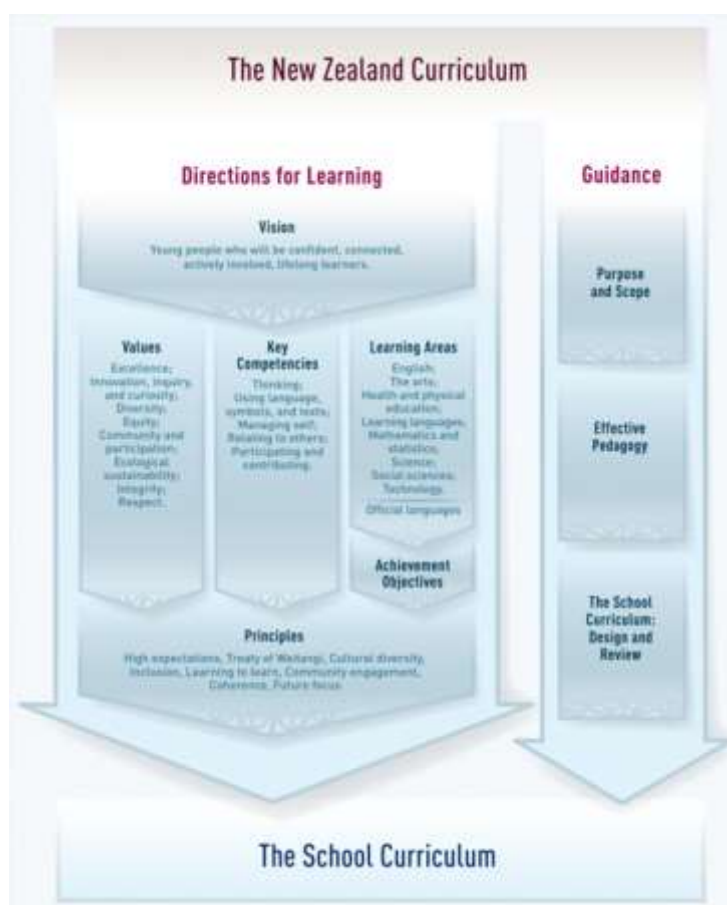 The New Zealand Curriculum
Directions for Learning
Vision
Young people who will be confident, connected,
actively involved, lifelong learners.
Values
Excellence;
Innovation, inquiry,
and curiosity;
Diversity;
Equity;
Community and
participation;
Ecological
sustainability;
Integrity;
Respect.
Key
Competencies
Thinking;
Using language,
symbols, and texts;
Managing self;
Relating to others;
Participating and
contributing.
Learning Areas
English;
The arts;
Health and physical
education;
Learning languages;
Mathematics and
statistics;
Science;
Social sciences;
Technology.
Official languages
Achievement
Objectives
Principles
High expectations, Treaty of Waitangi, Cultural diversity,
Inclusion, Learning to learn, Community engagement,
Coherence, Future focus
Guidance
Purpose
and Scope
Effective
Pedagogy
The School
Curriculum:
Design and
Review
The School Curriculum